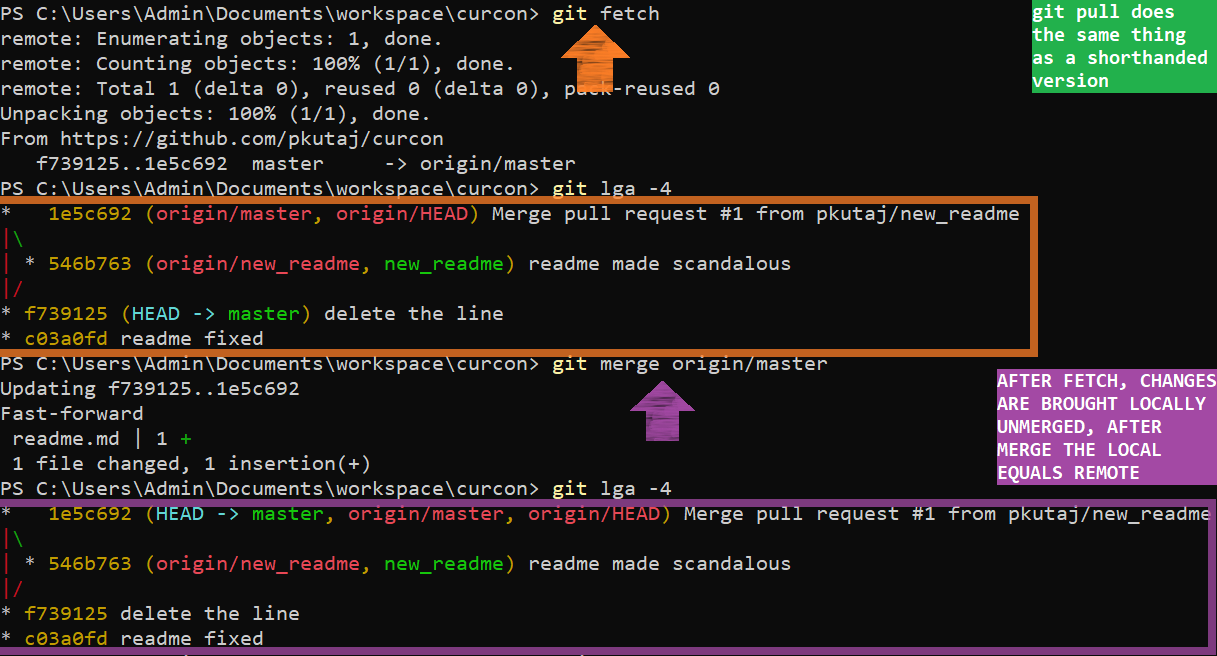 PS C:\Users\Admin\Documents\workspace\curcon> git fetch
remote: Enumerating objects: 1, done.
remote: Counting objects: 100% (1/1), done.
remote: Total 1 (delta 0), reused 0 (delta 0), pack-reused 0
Unpacking objects: 100% (1/1), done.
From https://github.com/pkutaj/curcon
   f739125..1e5c692  master     -> origin/master
PS C:\Users\Admin\Documents\workspace\curcon> git lga -4
*   1e5c692 (origin/master, origin/HEAD) Merge pull request #1 from pkutaj/new_readme
|\
| * 546b763 (origin/new_readme, new_readme) readme made scandalous
|/
* f739125 (HEAD -> master) delete the line
* c03a0fd readme fixed
PS C:\Users\Admin\Documents\workspace\curcon> git merge origin/master
Updating f739125..1e5c692
Fast-forward
 readme.md | 1 +
 1 file changed, 1 insertion(+)
PS C:\Users\Admin\Documents\workspace\curcon> git lga -4
*   1e5c692 (HEAD -> master, origin/master, origin/HEAD) Merge pull request #1 from pkutaj/new_readme
|\
| * 546b763 (origin/new_readme, new_readme) readme made scandalous
|/
* f739125 delete the line
* c03a0fd readme fixed
git pull does
the same thing
as a shorthanded
version
AFTER FETCH, CHANGES
ARE BROUGHT LOCALLY
UNMERGED, AFTER
MERGE THE LOCAL
EQUALS REMOTE